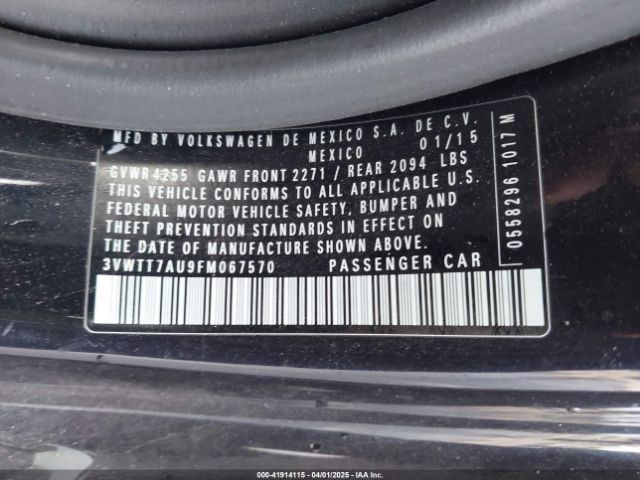 MFD BY VOLKSWAGEN DE MEXICO S.A. DE C.V.
MEXICO 01/15
GVWR 4255 GAWR FRONT 2271 / REAR 2094 LBS
THIS VEHICLE CONFORMS TO ALL APPLICABLE U.S.
FEDERAL MOTOR VEHICLE SAFETY, BUMPER AND
THEFT PREVENTION STANDARDS IN EFFECT ON
THE DATE OF MANUFACTURE SHOWN ABOVE.
3VWTT7AU9FM067570 PASSENGER CAR
0558296 1017 M
000-41914115 | 04/01/2025 - IAAI.com